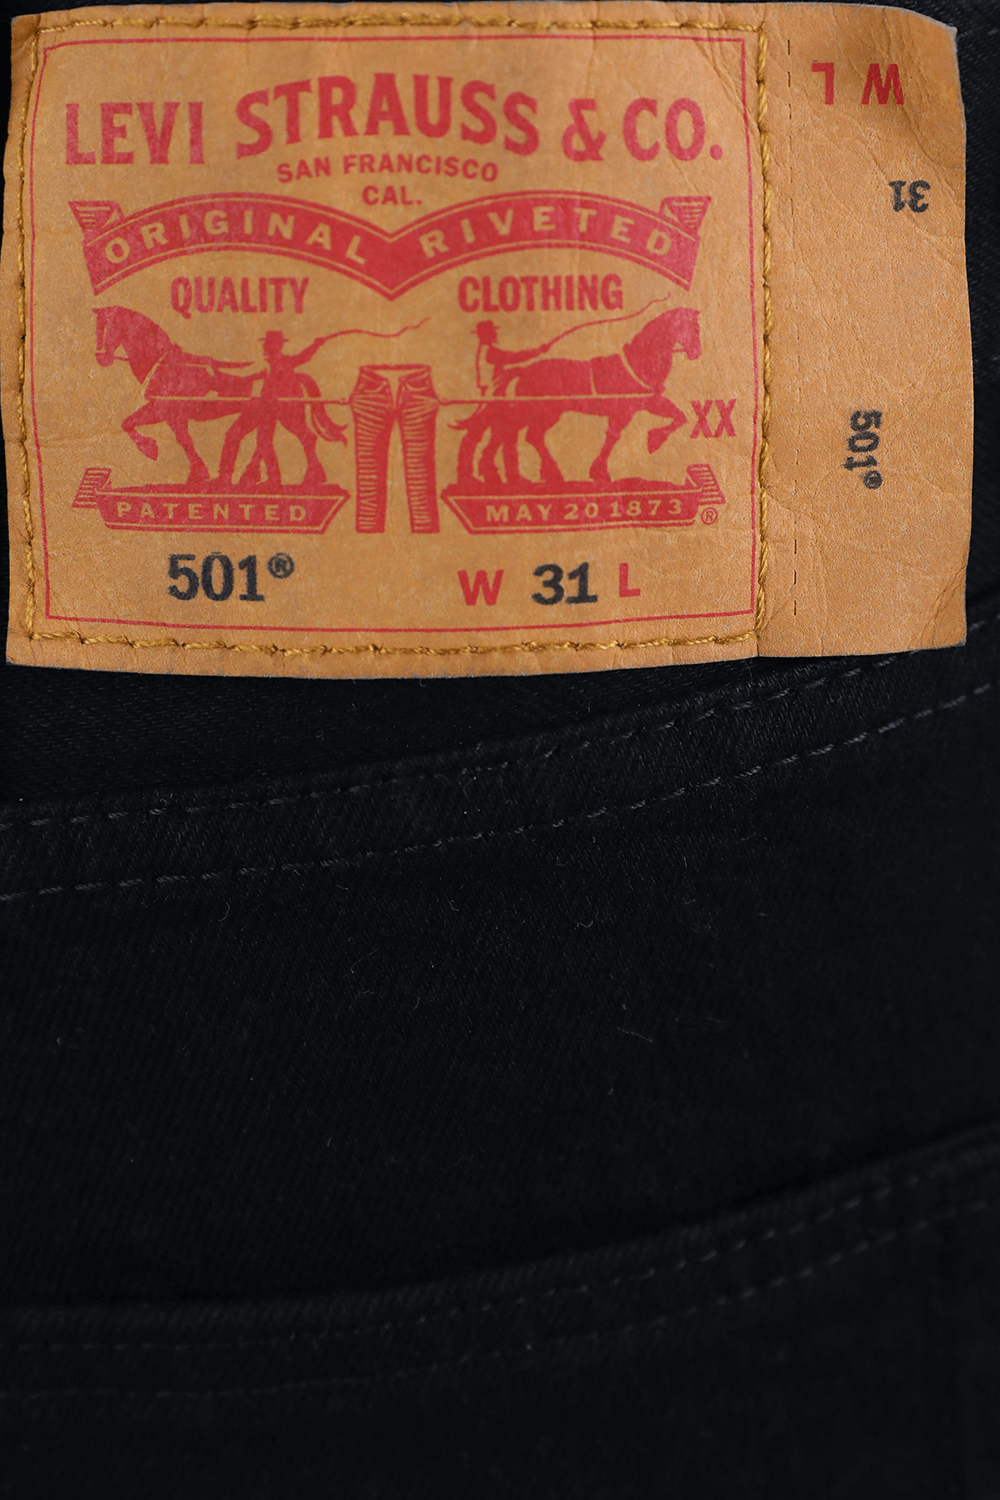 LEVI STRAUSS & CO.
SAN FRANCISCO
CAL.
ORIGINAL RIVETED
QUALITY CLOTHING
XX
PATENTED MAY 20 1873 ®
501® W 31 L
W L
31
501®